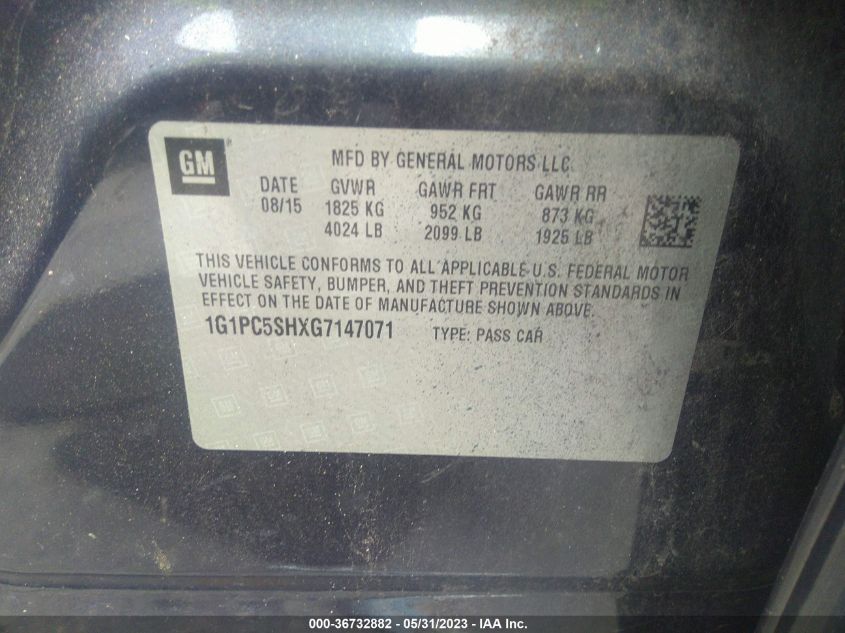 GM
MFD BY GENERAL MOTORS LLC
DATE GVWR GAWR FRT GAWR RR
08/15 1825 KG 952 KG 873 KG
4024 LB 2099 LB 1925 LB
THIS VEHICLE CONFORMS TO ALL APPLICABLE U.S. FEDERAL MOTOR
VEHICLE SAFETY, BUMPER, AND THEFT PREVENTION STANDARDS IN
EFFECT ON THE DATE OF MANUFACTURE SHOWN ABOVE.
1G1PC5SHXG7147071 TYPE: PASS CAR
000-36732882 - 05/31/2023 - IAA Inc.